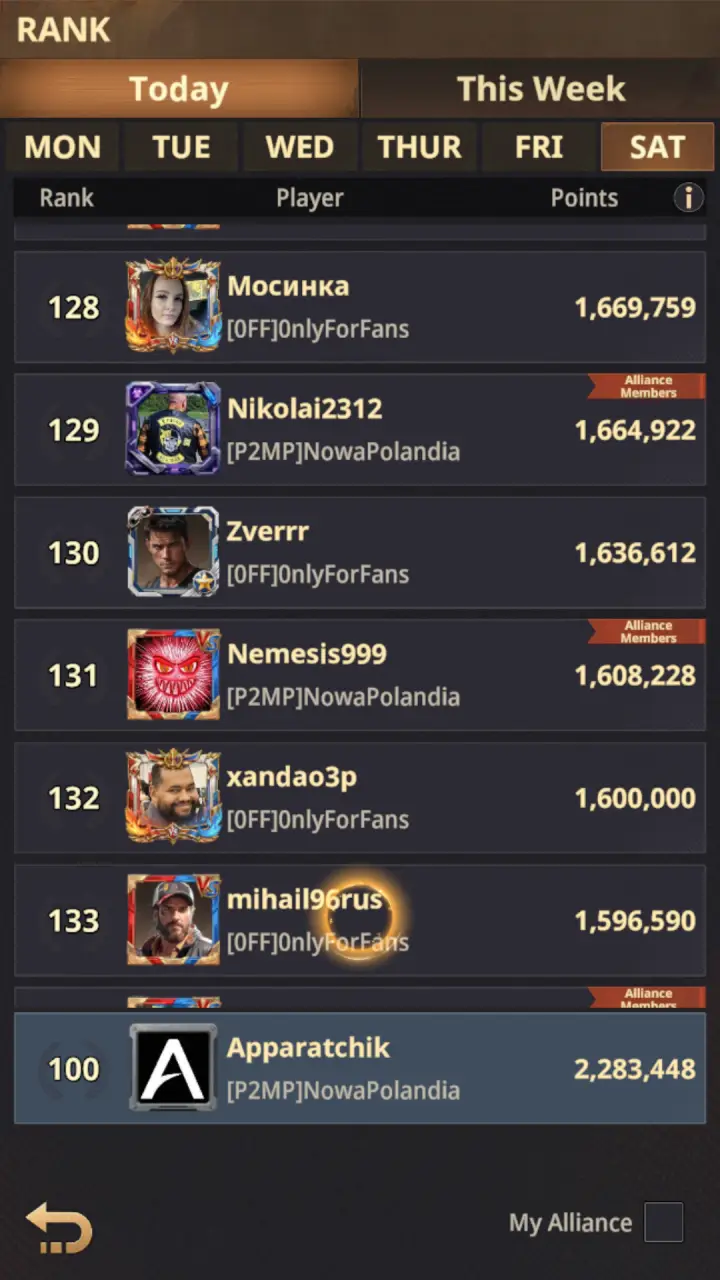 RANK
Today
This Week
MON
TUE
WED
THUR
FRI
SAT
Rank
Player
Points
128
Мосинка
[0FF]0nlyForFans
1,669,759
129
Nikolai2312
[P2MP]NowaPolandia
Alliance
Members
1,664,922
130
Zverrr
[0FF]0nlyForFans
1,636,612
131
Nemesis999
[P2MP]NowaPolandia
Alliance
Members
1,608,228
132
xandao3p
[0FF]0nlyForFans
1,600,000
133
mihail96rus
[0FF]0nlyForFans
1,596,590
Alliance
Members
100
Apparatchik
[P2MP]NowaPolandia
2,283,448
My Alliance